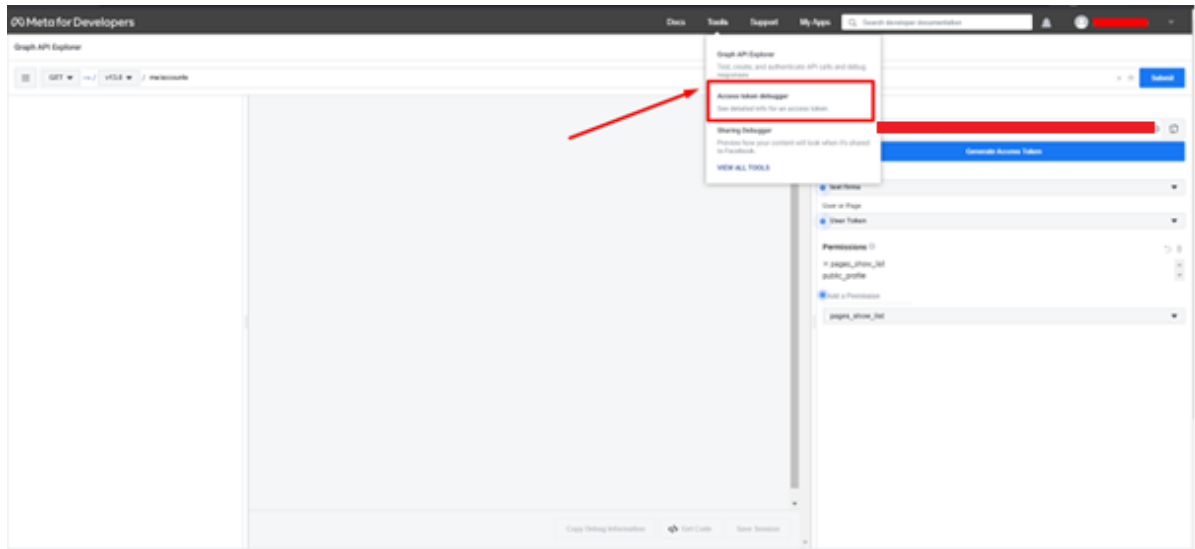 Meta for Developers
Docs Tools Support My Apps Search developer documentation
Graph API Explorer
GET v13.0 / me/accounts
Submit
Graph API Explorer
Test, create, and authenticate API calls and debug
responses
Access token debugger
See detailed info for an access token.
Sharing Debugger
Preview how your content will look when it's shared
to Facebook.
VIEW ALL TOOLS
Generate Access Token
User or Page
User Token
Permissions
pages_show_list
public_profile
Add a Permission
pages_show_list
Copy Debug Information Get Code Save Session